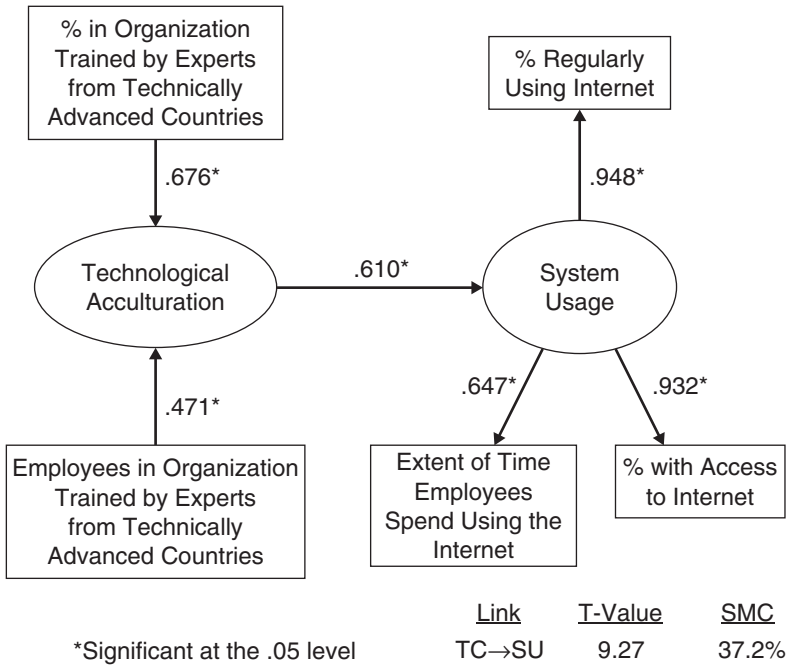 % in Organization
Trained by Experts
from Technically
Advanced Countries
% Regularly
Using Internet
.676*
.948*
Technological
Acculturation
.610*
System
Usage
.471*
.647*
.932*
Employees in Organization
Trained by Experts
from Technically
Advanced Countries
Extent of Time
Employees
Spend Using the
Internet
% with Access
to Internet
Link T-Value SMC
*Significant at the .05 level TC→SU 9.27 37.2%